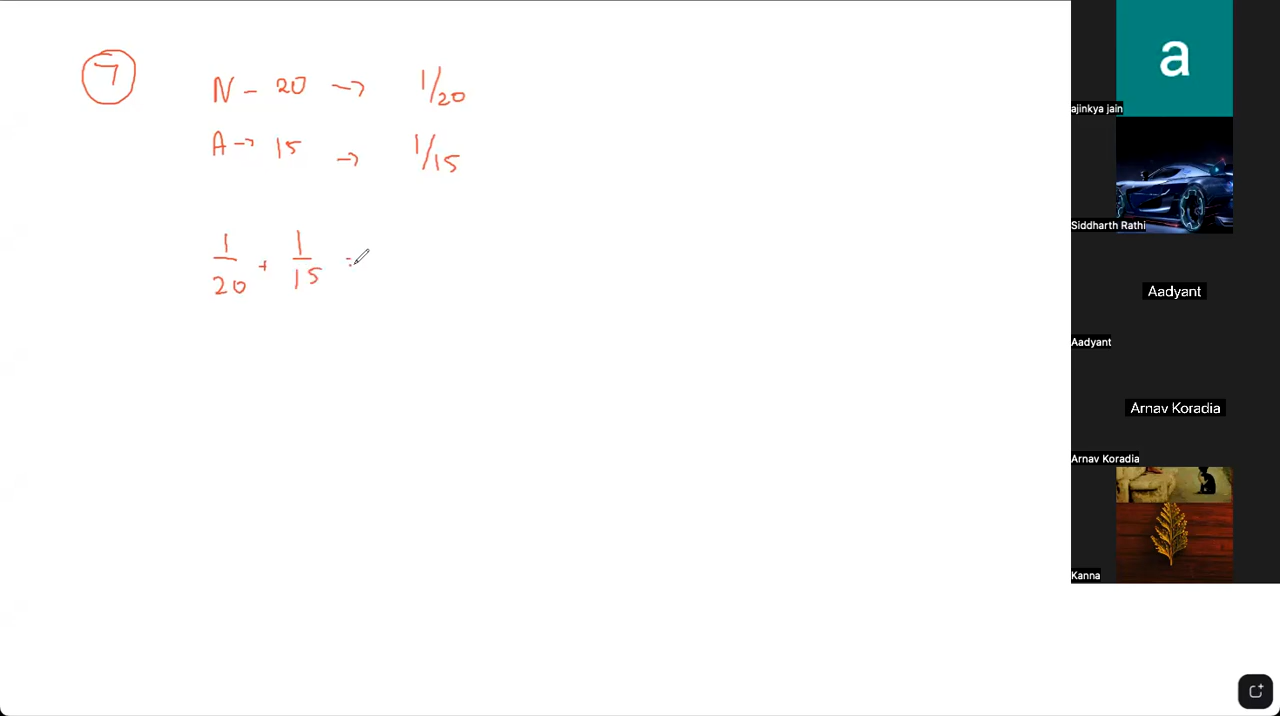 7
N - 20 → 1/20
A → 15 → 1/15
1/20 + 1/15 =
a
ajinkya jain
Siddharth Rathi
Aadyant
Aadyant
Arnav Koradia
Arnav Koradia
Kanna